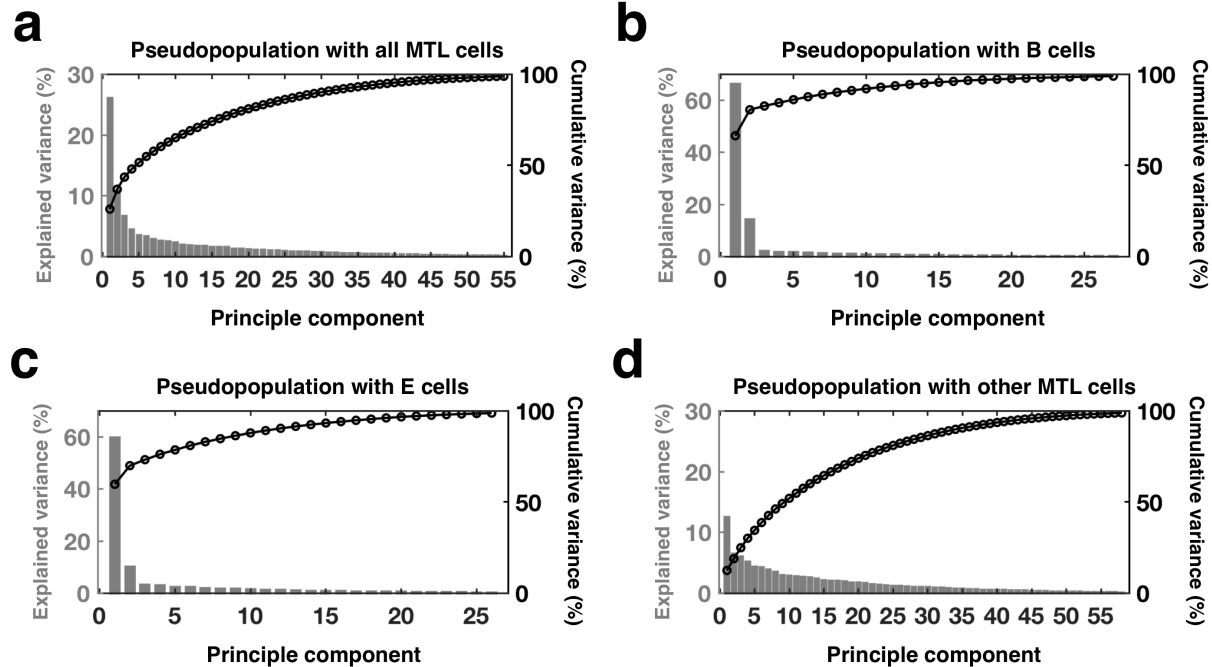 a
Pseudopopulation with all MTL cells
Explained variance (%)
30
20
10
0
100
50
0
Cumulative variance (%)
0 5 10 15 20 25 30 35 40 45 50 55
Principle component
b
Pseudopopulation with B cells
Explained variance (%)
60
40
20
0
100
50
0
Cumulative variance (%)
0 5 10 15 20 25
Principle component
c
Pseudopopulation with E cells
Explained variance (%)
60
40
20
0
100
50
0
Cumulative variance (%)
0 5 10 15 20 25
Principle component
d
Pseudopopulation with other MTL cells
Explained variance (%)
30
20
10
0
100
50
0
Cumulative variance (%)
0 5 10 15 20 25 30 35 40 45 50 55
Principle component